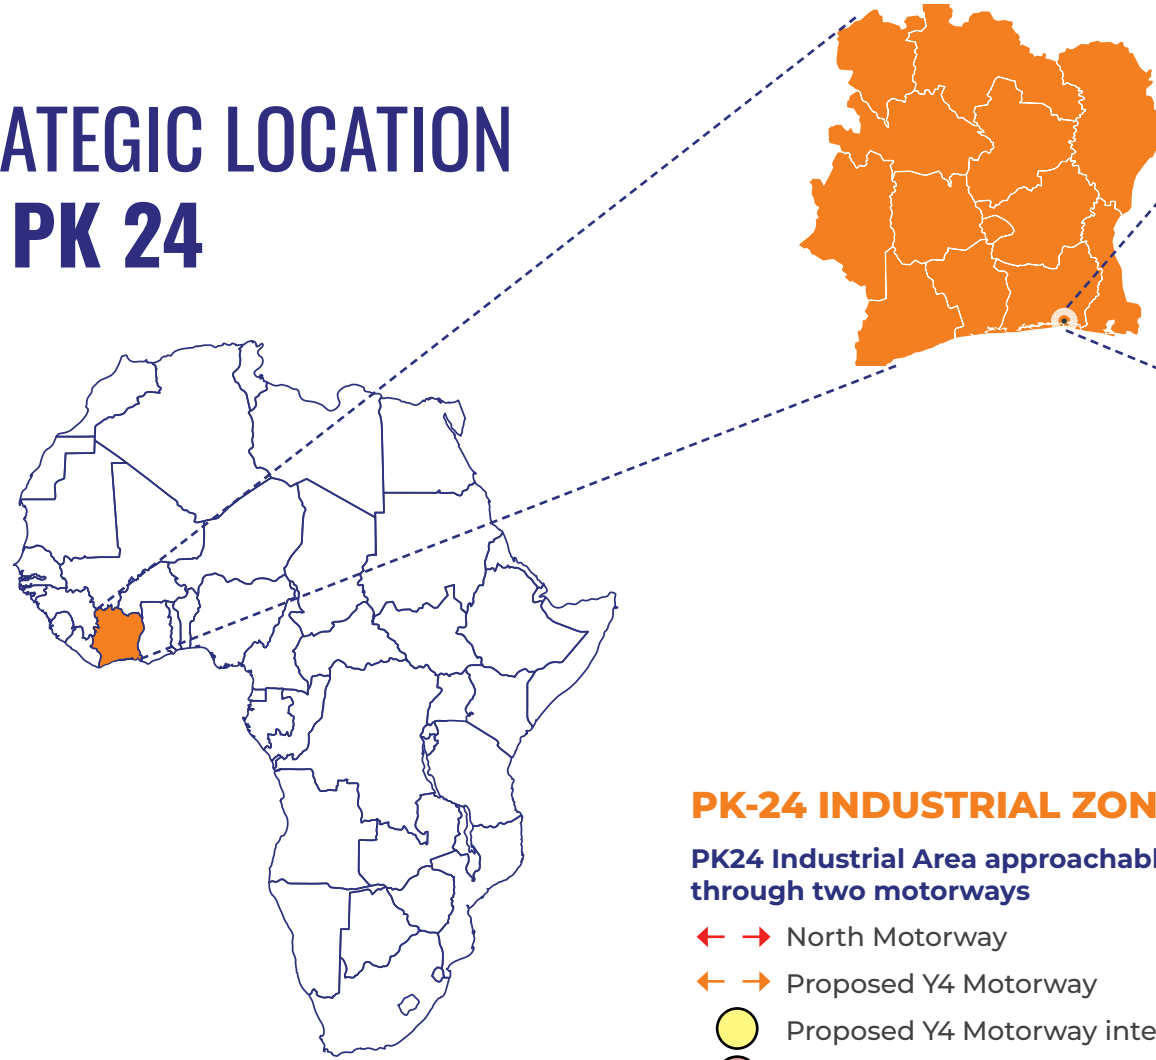 ATEGIC LOCATION
PK 24
PK-24 INDUSTRIAL ZON
PK24 Industrial Area approachabl
through two motorways
North Motorway
Proposed Y4 Motorway
Proposed Y4 Motorway inte